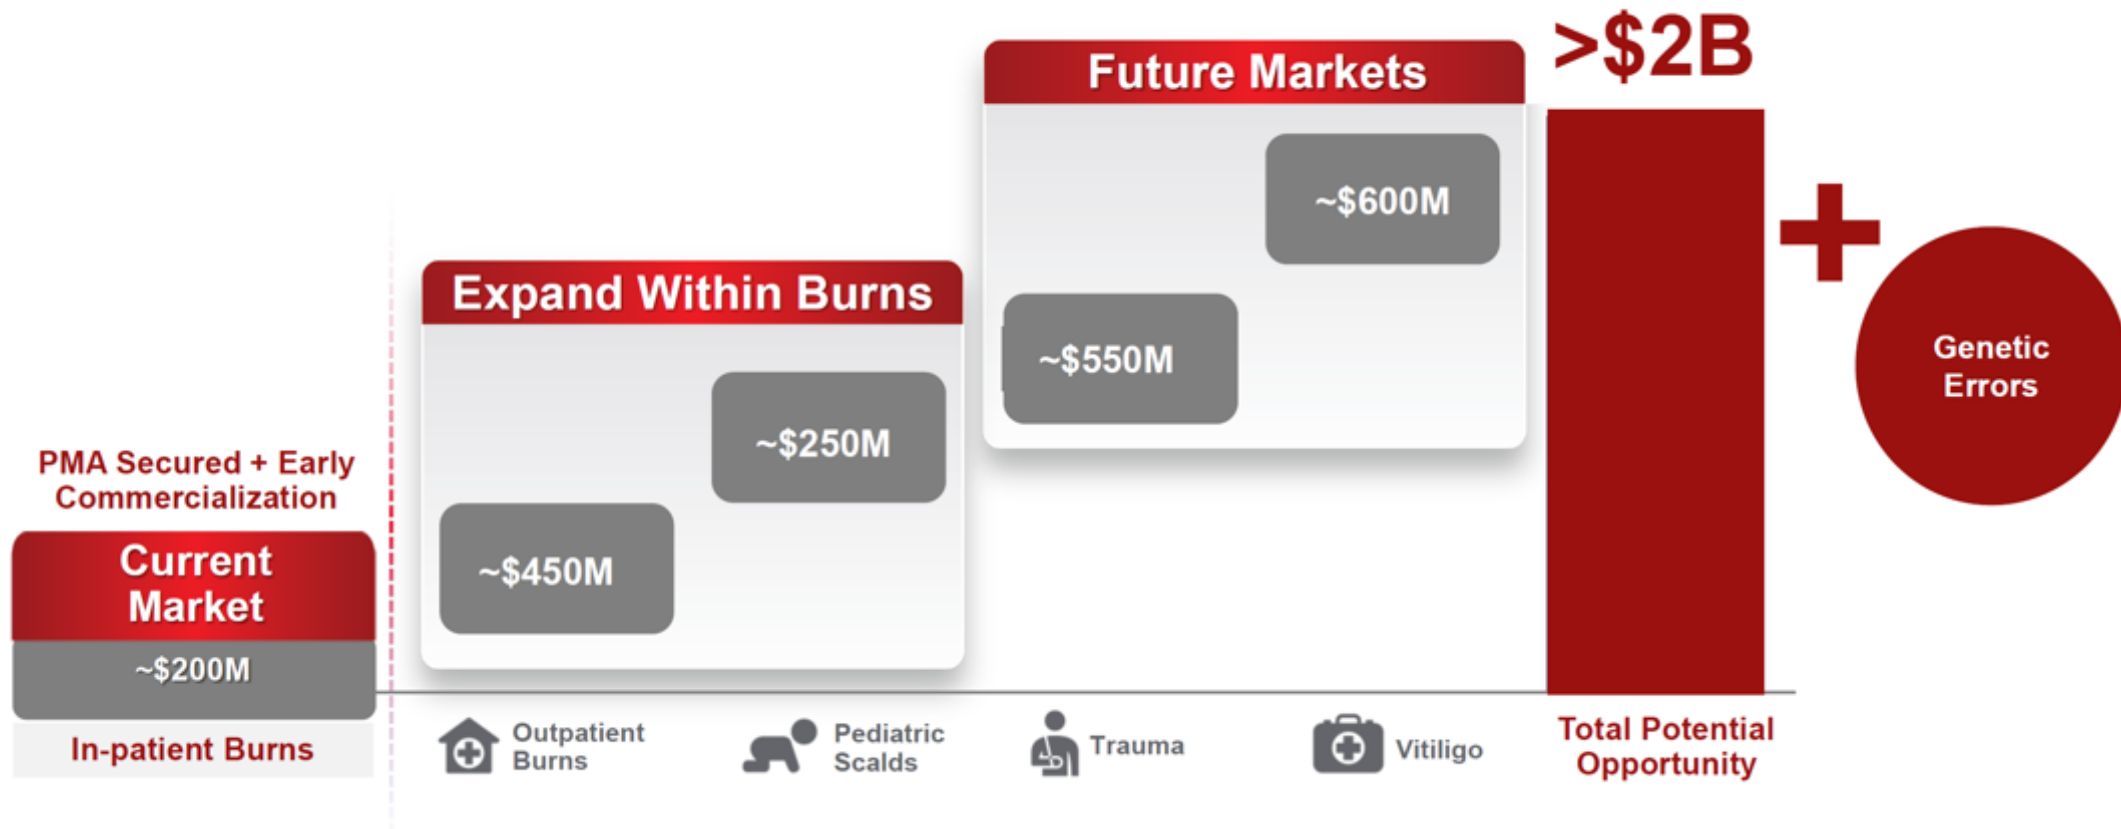 PMA Secured + Early
Commercialization
Current
Market
~$200M
In-patient Burns
Expand Within Burns
~$450M
~$250M
Outpatient
Burns
Pediatric
Scalds
Future Markets
~$550M
~$600M
Trauma
Vitiligo
>$2B
Total Potential
Opportunity
+
Genetic
Errors